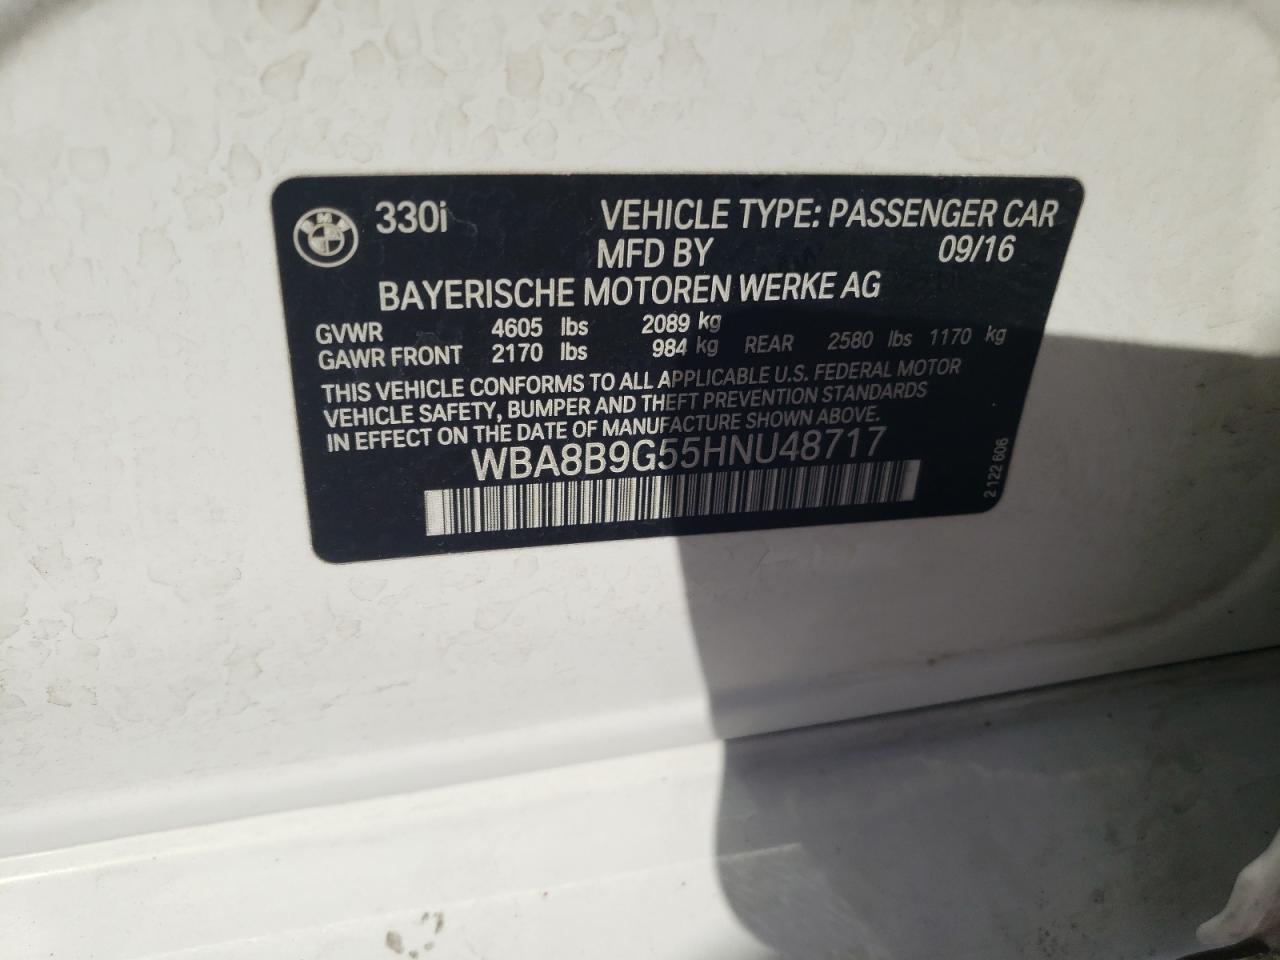 BMW 330i VEHICLE TYPE: PASSENGER CAR
MFD BY 09/16
BAYERISCHE MOTOREN WERKE AG
GVWR 4605 lbs 2089 kg
GAWR FRONT 2170 lbs 984 kg REAR 2580 lbs 1170 kg
THIS VEHICLE CONFORMS TO ALL APPLICABLE U.S. FEDERAL MOTOR
VEHICLE SAFETY, BUMPER AND THEFT PREVENTION STANDARDS
IN EFFECT ON THE DATE OF MANUFACTURE SHOWN ABOVE.
WBA8B9G55HNU48717
2 122 606